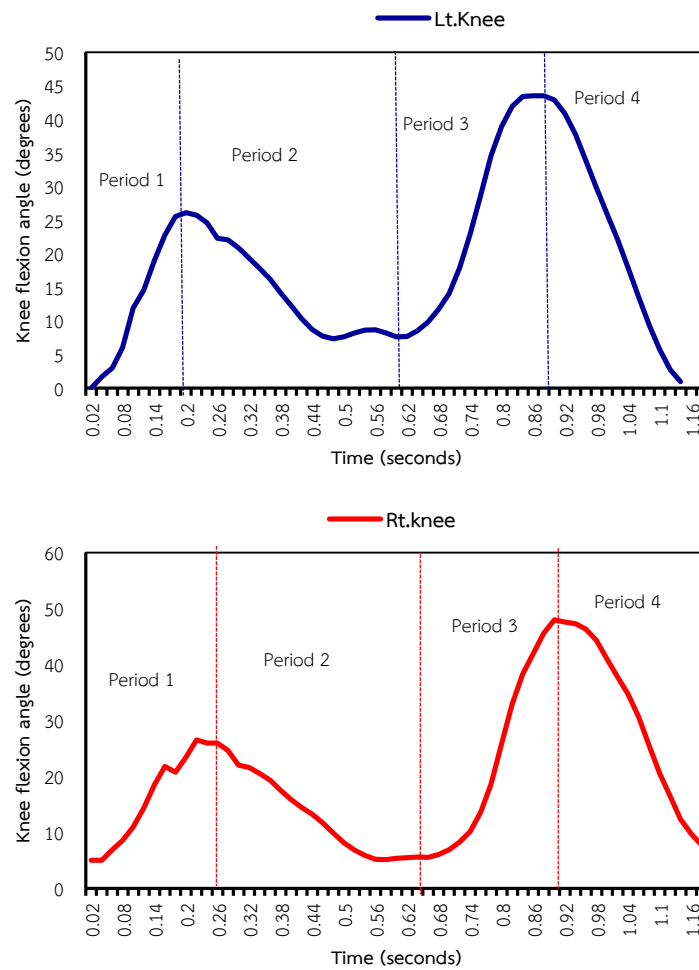 Lt.Knee
50
45
40
35
30
25
20
15
10
5
0
Knee flexion angle (degrees)
Period 1
Period 2
Period 3
Period 4
0.02 0.08 0.14 0.2 0.26 0.32 0.38 0.44 0.5 0.56 0.62 0.68 0.74 0.8 0.86 0.92 0.98 1.04 1.1 1.16
Time (seconds)
Rt.knee
60
50
40
30
20
10
0
Knee flexion angle (degrees)
Period 1
Period 2
Period 3
Period 4
0.02 0.08 0.14 0.2 0.26 0.32 0.38 0.44 0.5 0.56 0.62 0.68 0.74 0.8 0.86 0.92 0.98 1.04 1.1 1.16
Time (seconds)